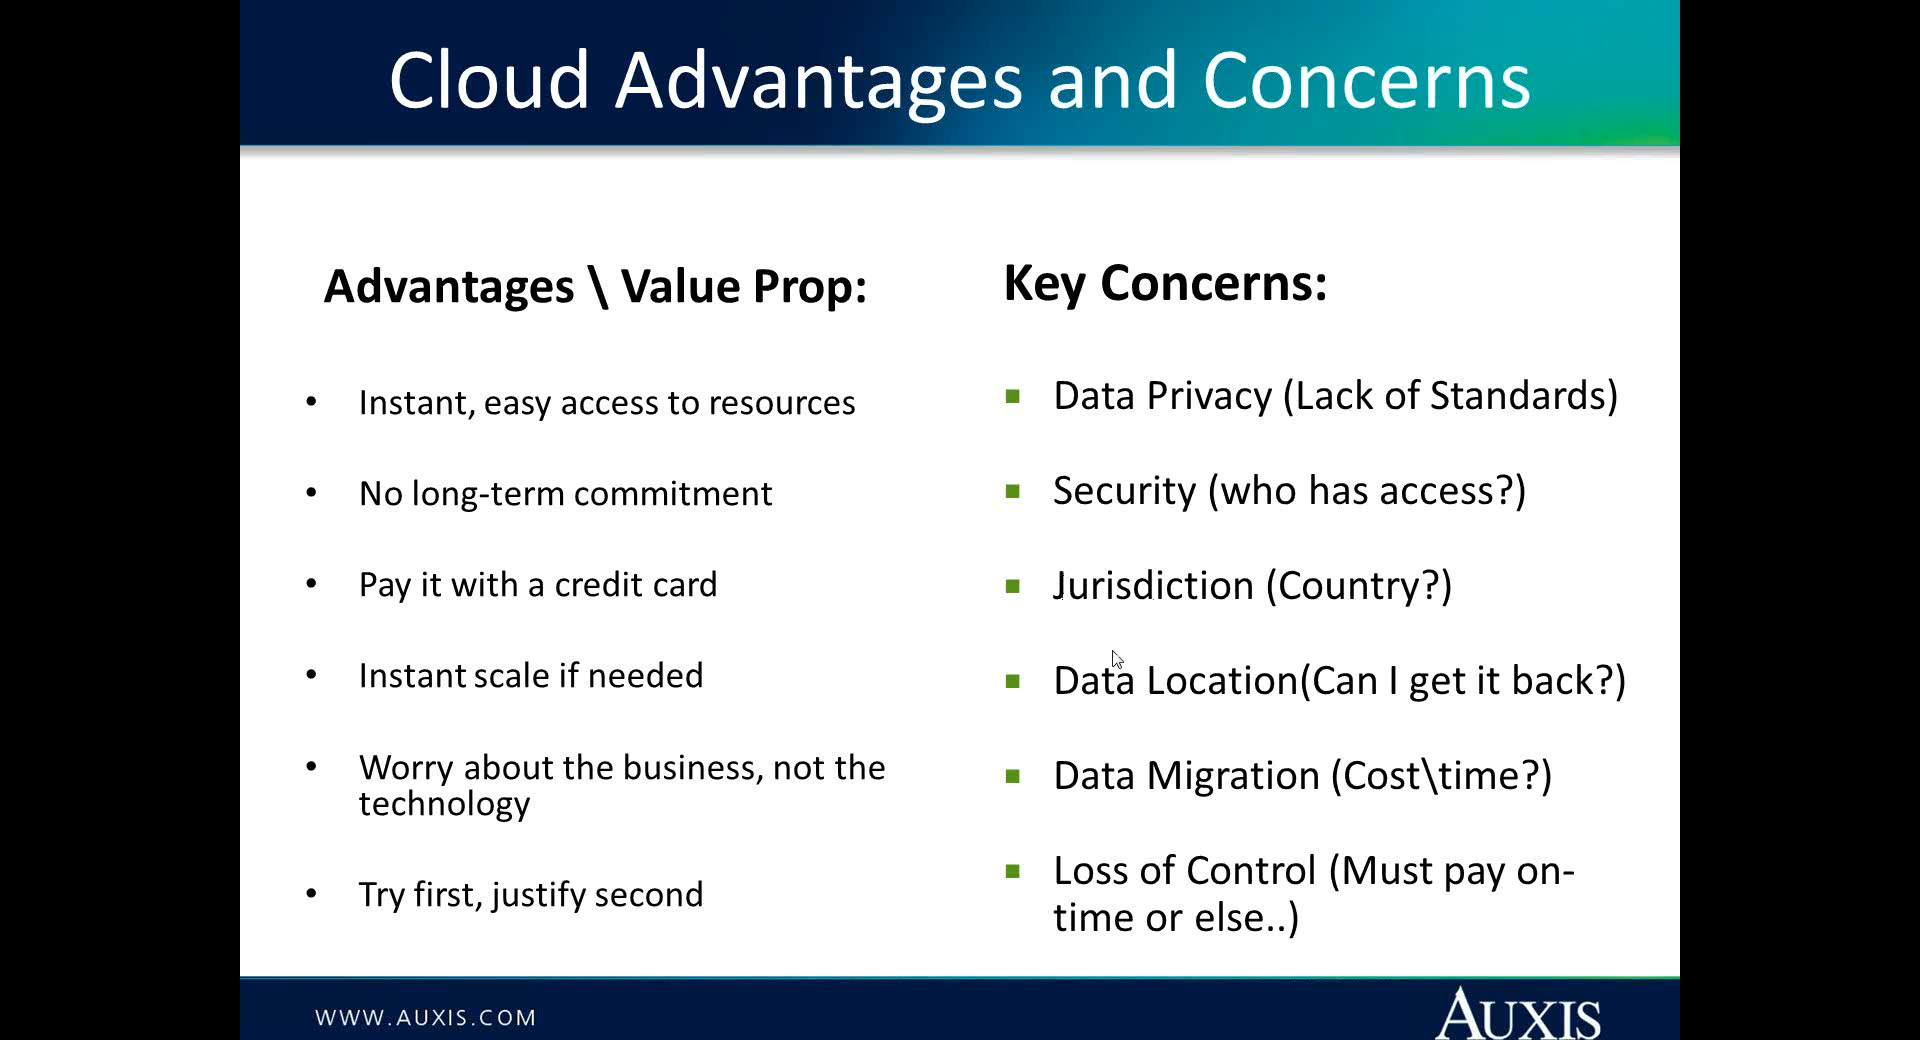 Cloud Advantages and Concerns
Advantages \ Value Prop:
• Instant, easy access to resources
• No long-term commitment
• Pay it with a credit card
• Instant scale if needed
• Worry about the business, not the
technology
• Try first, justify second
Key Concerns:
▪ Data Privacy (Lack of Standards)
▪ Security (who has access?)
▪ Jurisdiction (Country?)
▪ Data Location(Can I get it back?)
▪ Data Migration (Cost\time?)
▪ Loss of Control (Must pay on-
time or else..)
WWW.AUXIS.COM
AUXIS